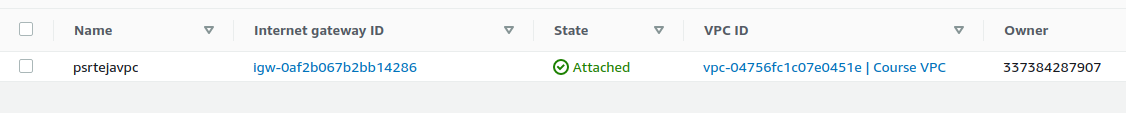 Name Internet gateway ID State VPC ID Owner
psrtejavpc igw-0af2b067b2bb14286 Attached vpc-04756fc1c07e0451e | Course VPC 337384287907